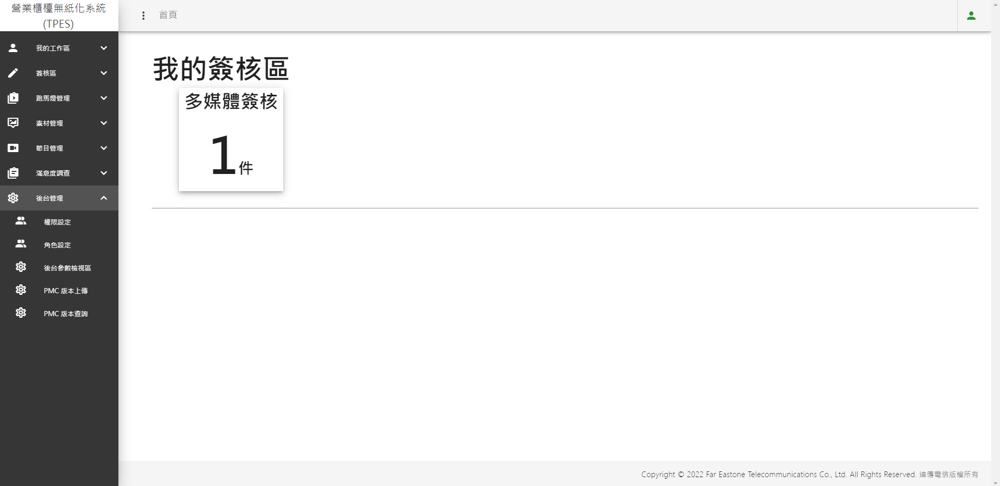 營業櫃檯無紙化系統
(TPES)
首頁
我的工作區
簽核區
跑馬燈管理
素材管理
節目管理
滿意度調查
後台管理
權限設定
角色設定
後台參數檢視區
PMC 版本上傳
PMC 版本查詢
我的簽核區
多媒體簽核
1件
Copyright © 2022 Far Eastone Telecommunications Co., Ltd. All Rights Reserved. 遠傳電信版權所有